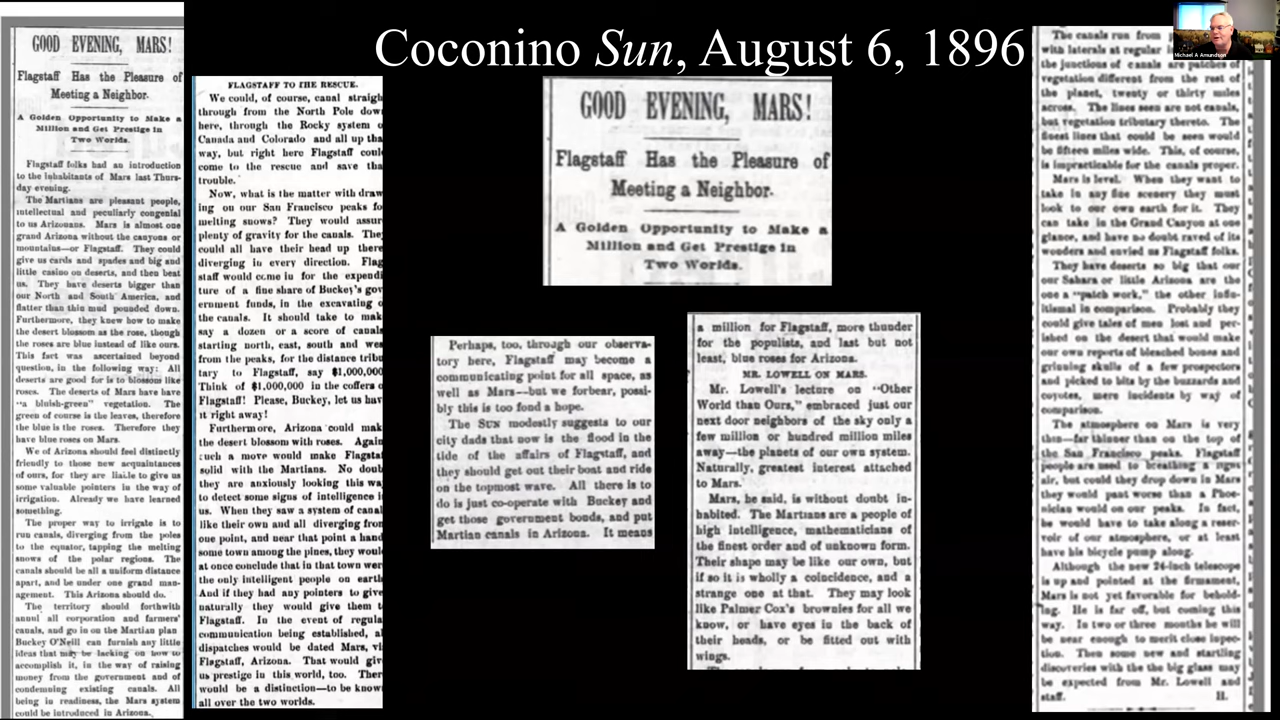 Coconino Sun, August 6, 1896
Michael A Amundson
GOOD EVENING, MARS!
Flagstaff Has the Pleasure of
Meeting a Neighbor.
A Golden Opportunity to Make a
Million and Get Prestige in
Two Worlds.
Flagstaff folks had an introduction
to the inhabitants of Mars last Thurs-
day evening.
The Martians are pleasant people,
intellectual and peculiarly congenial
to us Arizonans. Mars is almost one
grand Arizona without the canyons or
mountains—or Flagstaff. They could
give us cards and spades and big and
little casino on deserts, and then beat
us. They have deserts bigger than
our North and South America, and
flatter than thin mud pounded down.
Furthermore, they knew how to make
the desert blossom as the rose, though
the roses are blue instead of like ours.
This fact was ascertained beyond
question, in the following way: All
deserts are good for is to blossom like
roses. The deserts of Mars have have
"a bluish-green" vegetation. The
green of course is the leaves, therefore
the blue is the roses. Therefore they
have blue roses on Mars.
We of Arizona should feel distinctly
friendly to those new acquaintances
of ours, for they are liable to give us
some valuable pointers in the way of
irrigation. Already we have learned
something.
The proper way to irrigate is to
run canals, diverging from the poles
to the equator, tapping the melting
snows of the polar regions. The
canals should be all a uniform distance
apart, and be under one grand man-
agement. This Arizona should do.
The territory should forthwith
annul all corporation and farmers'
canals, and go in on the Martian plan
Buckey O'Neill can furnish any little
ideas that may be lacking on how to
accomplish it, in the way of raising
money from the government and of
condemning existing canals. All
being in readiness, the Mars system
could be introduced in Arizona.
FLAGSTAFF TO THE RESCUE.
We could, of course, canal straigh
through from the North Pole dow
here, through the Rocky system o
Canada and Colorado and all up tha
way, but right here Flagstaff coul
come to the rescue and save tha
trouble.
Now, what is the matter with draw
ing on our San Francisco peaks fo
melting snows? They would assur
plenty of gravity for the canals. The
could all have their head up there
diverging in every direction. Flag
staff would come in for the expendi
ture of a fine share of Buckey's gov
ernment funds, in the excavating o
the canals. It should take to mak
say a dozen or a score of canals
starting north, east, south and wes
from the peaks, for the distance tribu
tary to Flagstaff, say $1,000,000
Think of $1,000,000 in the coffers o
Flagstaff! Please, Buckey, let us hav
it right away!
Furthermore, Arizona could mak
the desert blossom with roses. Again
such a move would make Flagsta
solid with the Martians. No doub
they are anxiously looking this wa
to detect some signs of intelligence i
us. When they saw a system of canal
like their own and all diverging fron
one point, and near that point a hand
some town among the pines, they woul
at once conclude that in that town wer
the only intelligent people on earth
And if they had any pointers to give
naturally they would give them t
Flagstaff. In the event of regula
communication being established, al
dispatches would be dated Mars, vi
Flagstaff, Arizona. That would giv
us prestige in this world, too. Ther
would be a distinction—to be know
all over the two worlds.
GOOD EVENING, MARS!
Flagstaff Has the Pleasure of
Meeting a Neighbor.
A Golden Opportunity to Make a
Million and Get Prestige in
Two Worlds.
Perhaps, too, through our observa-
tory here, Flagstaff may become a
communicating point for all space, as
well as Mars—but we forbear, possi-
bly this is too fond a hope.
The SUN modestly suggests to our
city dads that now is the flood in the
tide of the affairs of Flagstaff, and
they should get out their boat and ride
on the topmost wave. All there is to
do is just co-operate with Buckey and
get those government bonds, and put
Martian canals in Arizona. It means
a million for Flagstaff, more thunder
for the populists, and last but not
least, blue roses for Arizona.
MR. LOWELL ON MARS.
Mr. Lowell's lecture on "Other
World than Ours," embraced just our
next door neighbors of the sky only a
few million or hundred million miles
away—the planets of our own system.
Naturally, greatest interest attached
to Mars.
Mars, he said, is without doubt in-
habited. The Martians are a people of
high intelligence, mathematicians of
the finest order and of unknown form.
Their shape may be like our own, but
if so it is wholly a coincidence, and a
strange one at that. They may look
like Palmer Cox's brownies for all we
know, or have eyes in the back of
their heads, or be fitted out with
wings.
The canals run from
with laterals at regular
the junctions of canals are patches of
vegetation different from the rest of
the planet, twenty or thirty miles
across. The lines seen are not canals,
but vegetation tributary thereto. The
finest lines that could be seen would
be fifteen miles wide. This, of course,
is impracticable for the canals proper.
Mars is level. When they want to
take in any fine scenery they must
look to our own earth for it. They
can take in the Grand Canyon at one
glance, and have no doubt raved of its
wonders and envied us Flagstaff folks.
They have deserts so big that our
our Sahara or little Arizona are the
one a "patch work," the other infin-
itismal in comparison. Probably they
could give tales of men lost and per-
ished on the desert that would make
our own reports of bleached bones and
grinning skulls of a few prospectors
and picked to bits by the buzzards and
coyotes, mere incidents by way of
comparison.
The atmosphere on Mars is very
thin—far thinner than on the top of
the San Francisco peaks. Flagstaff
people are used to breathing a
air, but could they drop down in Mars
they would pant worse than a Phoe-
nician would on our peaks. In fact,
he would have to take along a reser-
voir of our atmosphere, or at least
have his bicycle pump along.
Although the new 24-inch telescope
is up and pointed at the firmament,
Mars is not yet favorable for behold-
ing. He is far off, but coming this
way. In two or three months he will
be near enough to merit close inspec-
tion. Then some new and startling
discoveries with the the big glass may
be expected from Mr. Lowell and
staff. H.